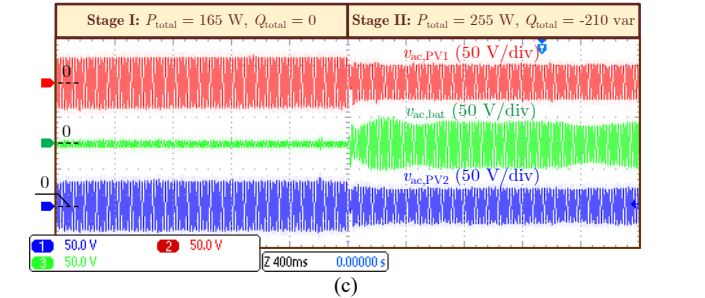 Stage I: P_total = 165 W, Q_total = 0
Stage II: P_total = 255 W, Q_total = -210 var
v_ac,PV1 (50 V/div)
0
v_ac,bat (50 V/div)
0
v_ac,PV2 (50 V/div)
0
1 50.0 V 2 50.0 V
3 50.0 V
Z 400ms 0.00000 s
(c)